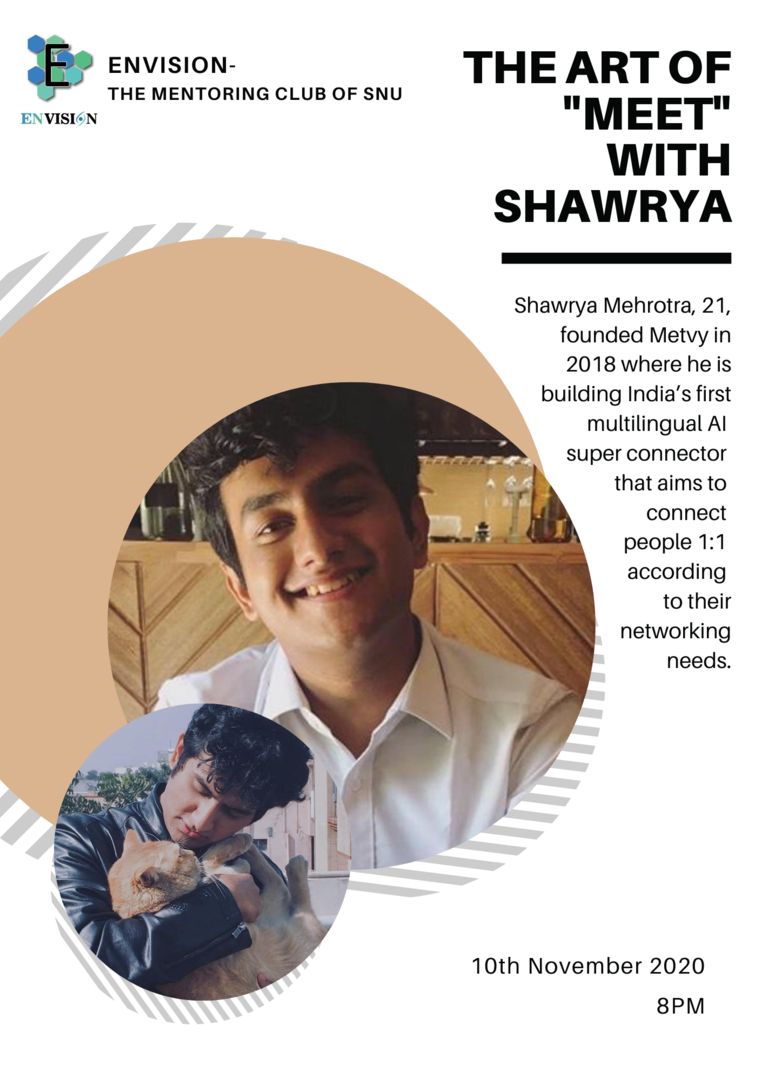 E
ENVISION
ENVISION-
THE MENTORING CLUB OF SNU
THE ART OF
"MEET"
WITH
SHAWRYA
Shawrya Mehrotra, 21,
founded Metvy in
2018 where he is
building India’s first
multilingual AI
super connector
that aims to
connect
people 1:1
according
to their
networking
needs.
10th November 2020
8PM